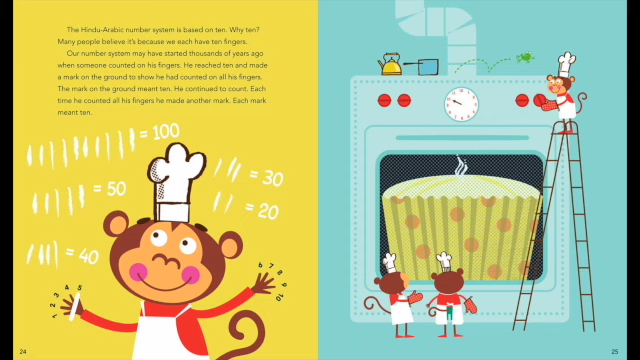 The Hindu-Arabic number system is based on ten. Why ten?
Many people believe it's because we each have ten fingers.
Our number system may have started thousands of years ago
when someone counted on his fingers. He reached ten and made
a mark on the ground to show he had counted on all his fingers.
The mark on the ground meant ten. He continued to count. Each
time he counted all his fingers he made another mark. Each mark
meant ten.
= 100
= 50
= 40
= 30
= 20
1 2 3 4 5
6 7 8 9 10
24
25